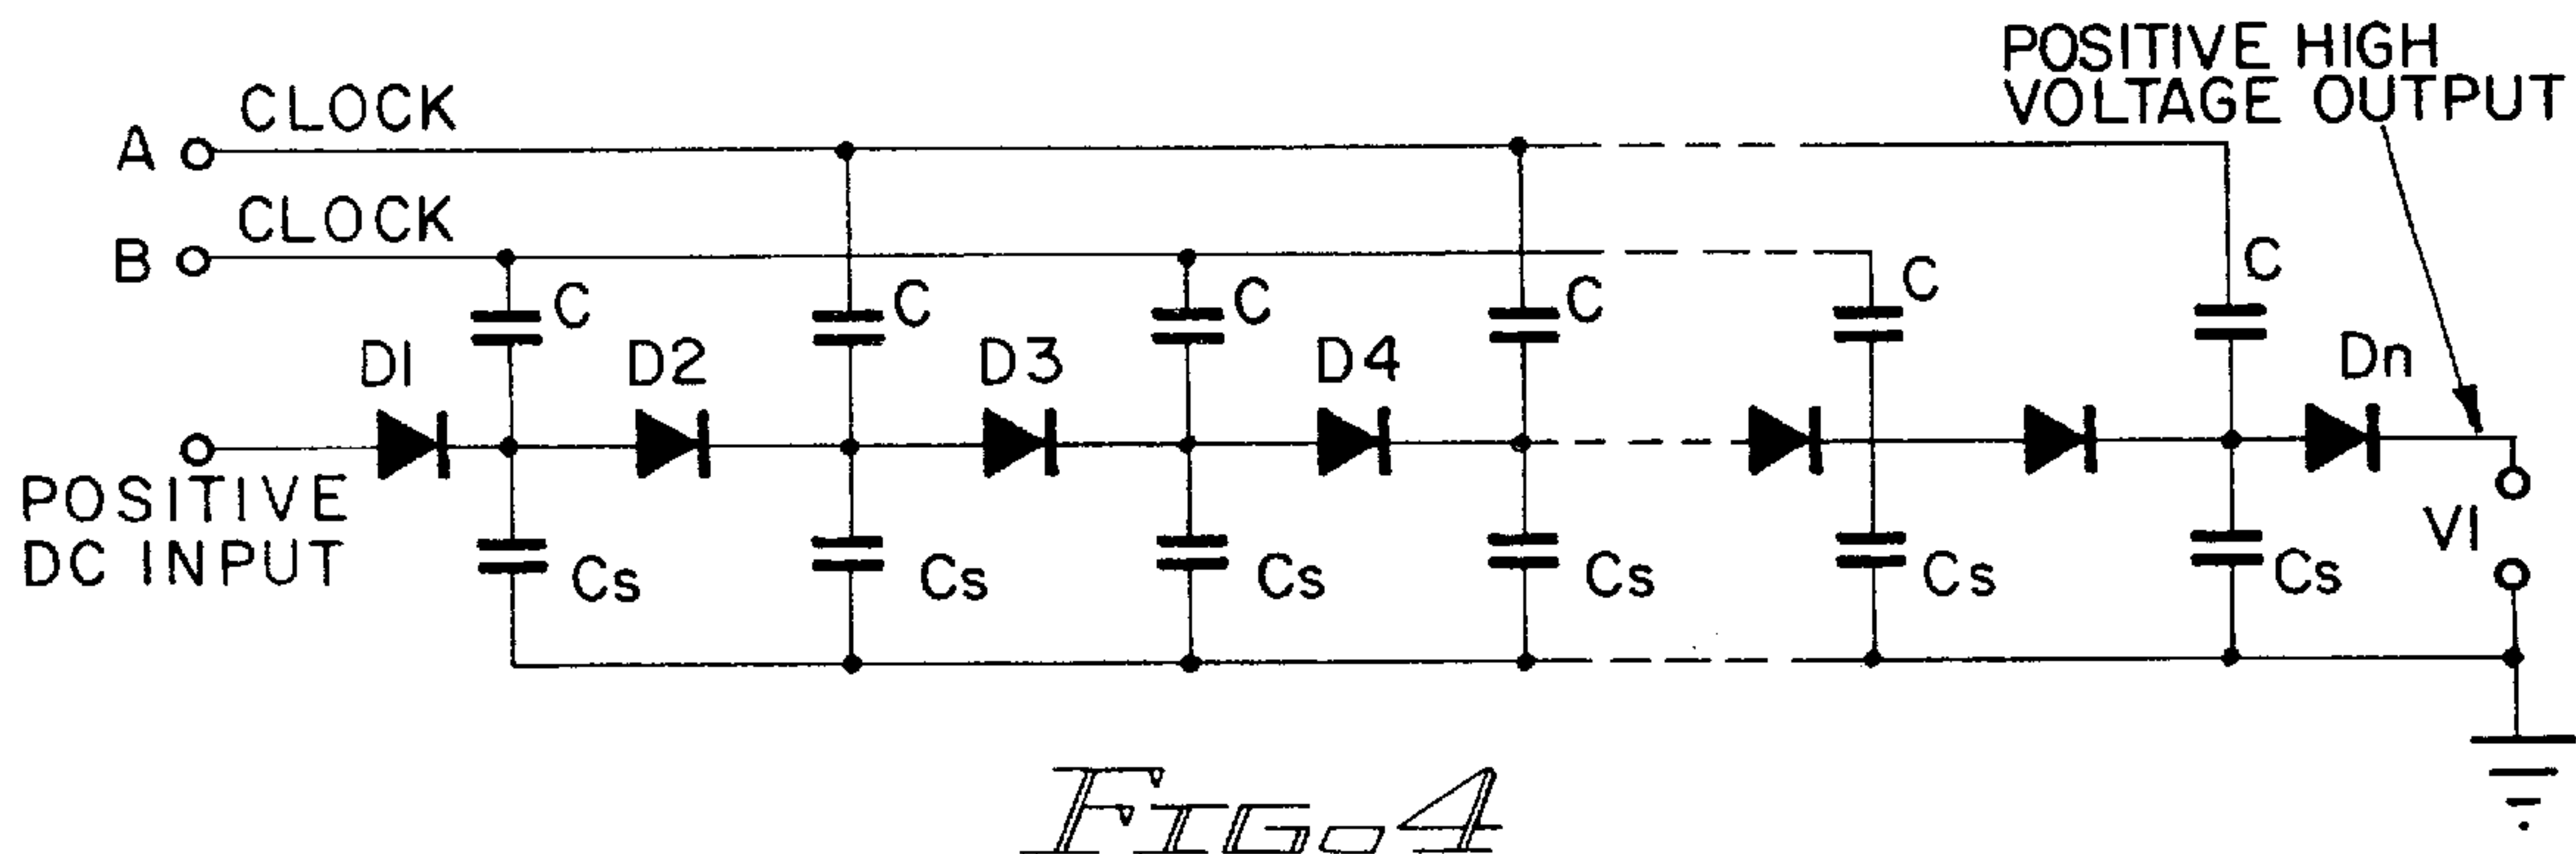 POSITIVE HIGH
VOLTAGE OUTPUT
A CLOCK
B CLOCK
C C C C C C
D1 D2 D3 D4 Dn
POSITIVE
DC INPUT
Cs Cs Cs Cs Cs Cs
V1
FIG. 4